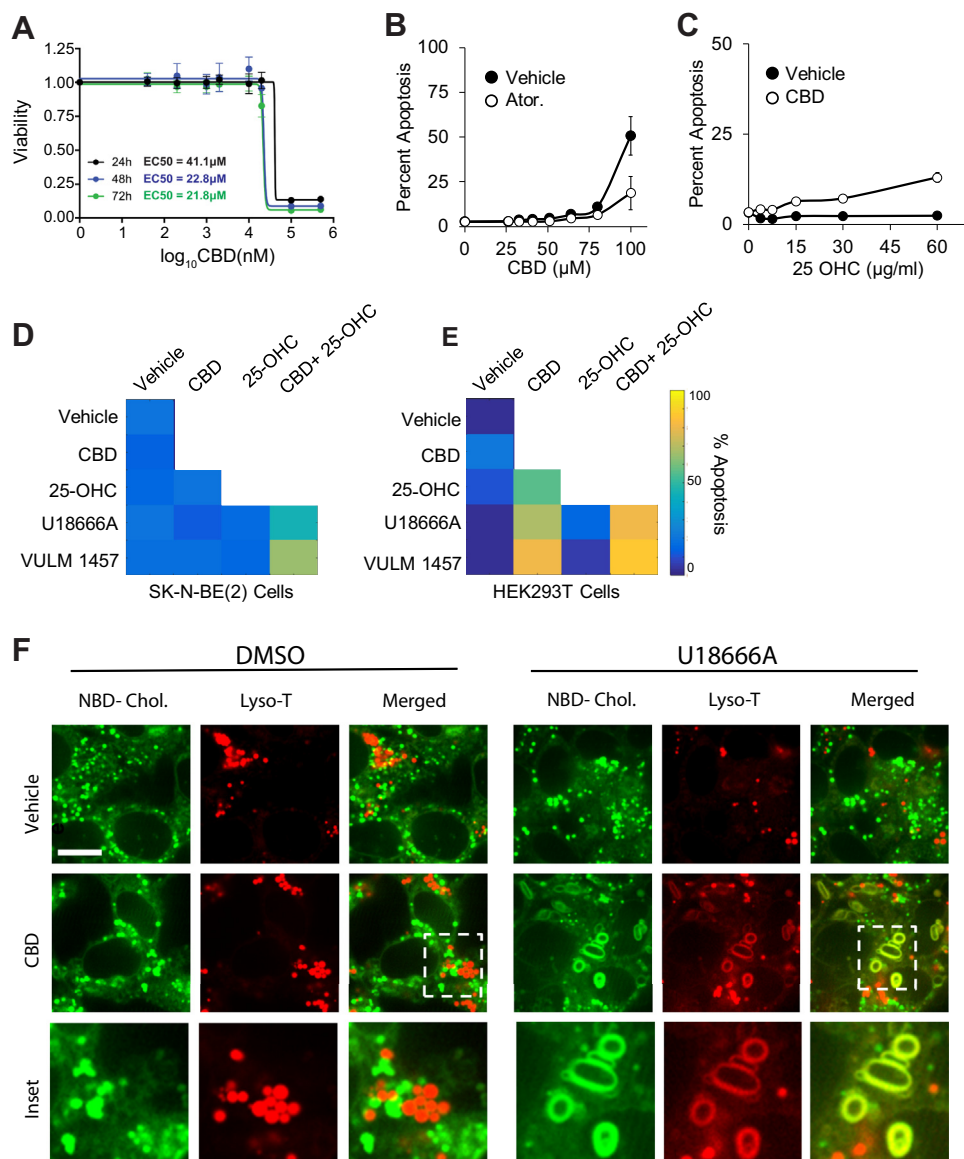 A
1.25
1.00
0.75
0.50
0.25
0.00
Viability
24h EC50 = 41.1µM
48h EC50 = 22.8µM
72h EC50 = 21.8µM
0 1 2 3 4 5 6
log10CBD(nM)
B
100
75
50
25
0
Percent Apoptosis
Vehicle
Ator.
0 25 50 75 100
CBD (µM)
C
50
25
0
Percent Apoptosis
Vehicle
CBD
0 15 30 45 60
25 OHC (µg/ml)
D
Vehicle
CBD
25-OHC
CBD+ 25-OHC
Vehicle
CBD
25-OHC
U18666A
VULM 1457
SK-N-BE(2) Cells
E
Vehicle
CBD
25-OHC
CBD+ 25-OHC
Vehicle
CBD
25-OHC
U18666A
VULM 1457
HEK293T Cells
100
50
0
% Apoptosis
F
DMSO
U18666A
NBD- Chol.
Lyso-T
Merged
NBD- Chol.
Lyso-T
Merged
Vehicle
CBD
Inset